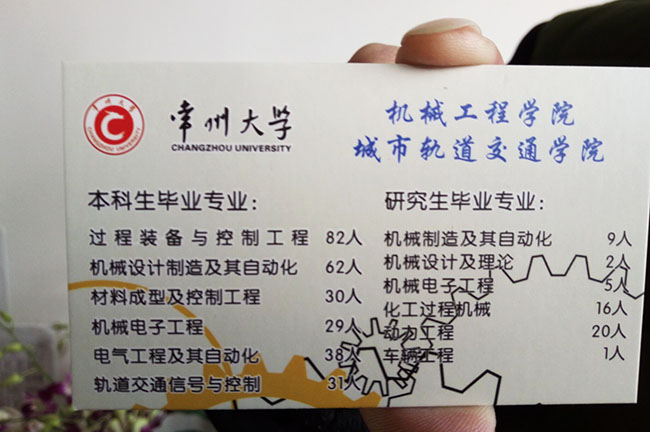 常州大学
常州大学
CHANGZHOU UNIVERSITY
机械工程学院
城市轨道交通学院
本科生毕业专业：
过程装备与控制工程 82人
机械设计制造及其自动化 62人
材料成型及控制工程 30人
机械电子工程 29人
电气工程及其自动化 38人
轨道交通信号与控制 31人
研究生毕业专业：
机械制造及其自动化 9人
机械设计及理论 2人
机械电子工程 5人
化工过程机械 16人
动力工程 20人
车辆工程 1人